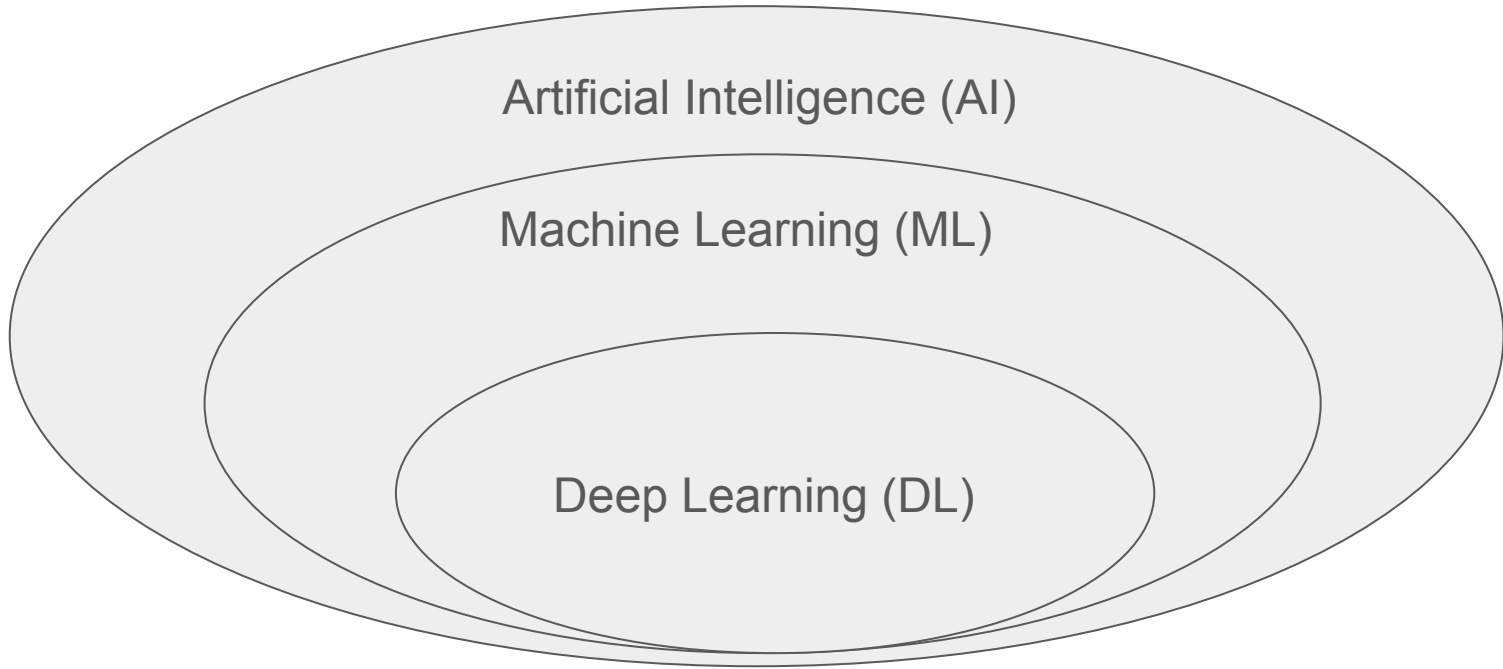 Artificial Intelligence (AI)
Machine Learning (ML)
Deep Learning (DL)